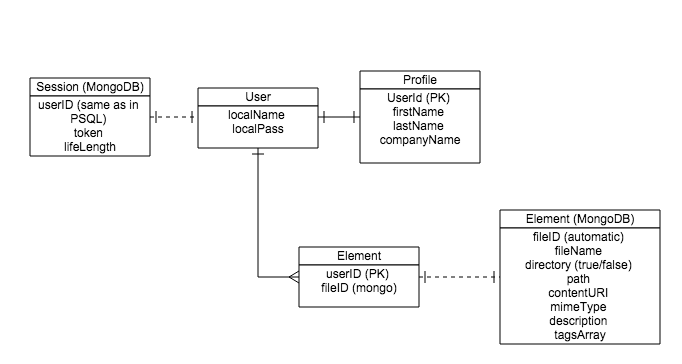 Session (MongoDB)
userID (same as in
PSQL)
token
lifeLength
User
localName
localPass
Profile
UserId (PK)
firstName
lastName
companyName
Element
userID (PK)
fileID (mongo)
Element (MongoDB)
fileID (automatic)
fileName
directory (true/false)
path
contentURI
mimeType
description
tagsArray